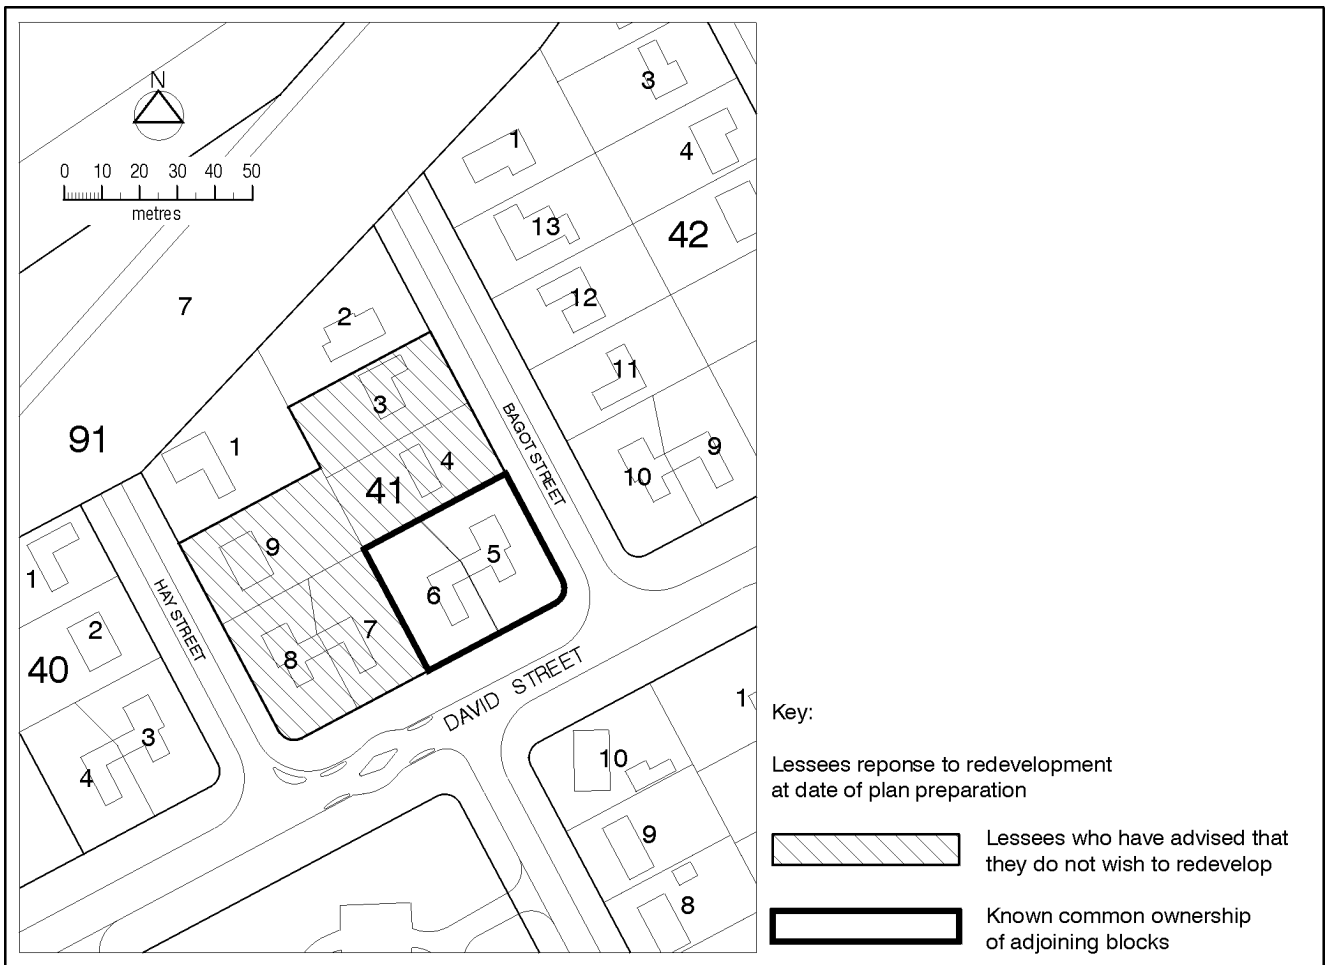 N
0 10 20 30 40 50
metres
3
1
4
13
42
7
12
2
11
3
91
1
BAGOT STREET
9
4
10
41
9
5
1
HAY STREET
6
2
7
8
40
DAVID STREET
1
3
10
4
9
8
Key:
Lessees reponse to redevelopment
at date of plan preparation
Lessees who have advised that
they do not wish to redevelop
Known common ownership
of adjoining blocks